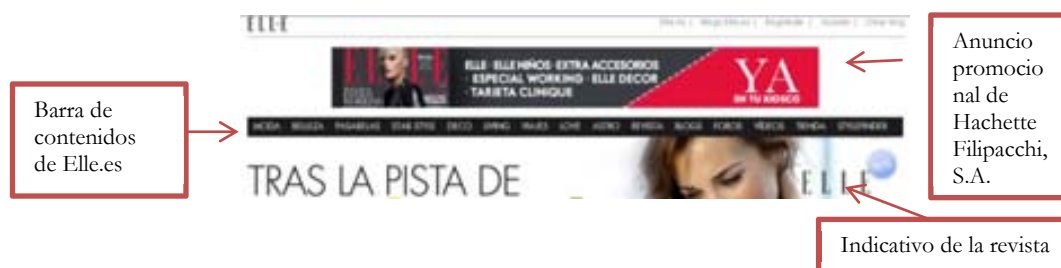 ELLE
ELLE
ELLE · ELLE NIÑOS · EXTRA ACCESORIOS
· ESPECIAL WORKING · ELLE DECOR
· TARJETA CLINIQUE
YA
EN TU KIOSCO
Anuncio
promocio
nal de
Hachette
Filipacchi,
S.A.
Barra de
contenidos
de Elle.es
MODA BELLEZA PASARELAS STAR STYLE DECO LIVING VIAJES LOVE ASTRO REVISTA BLOGS FOROS VÍDEOS TIENDA STYLEFINDER
TRAS LA PISTA DE
ELLE
Indicativo de la revista